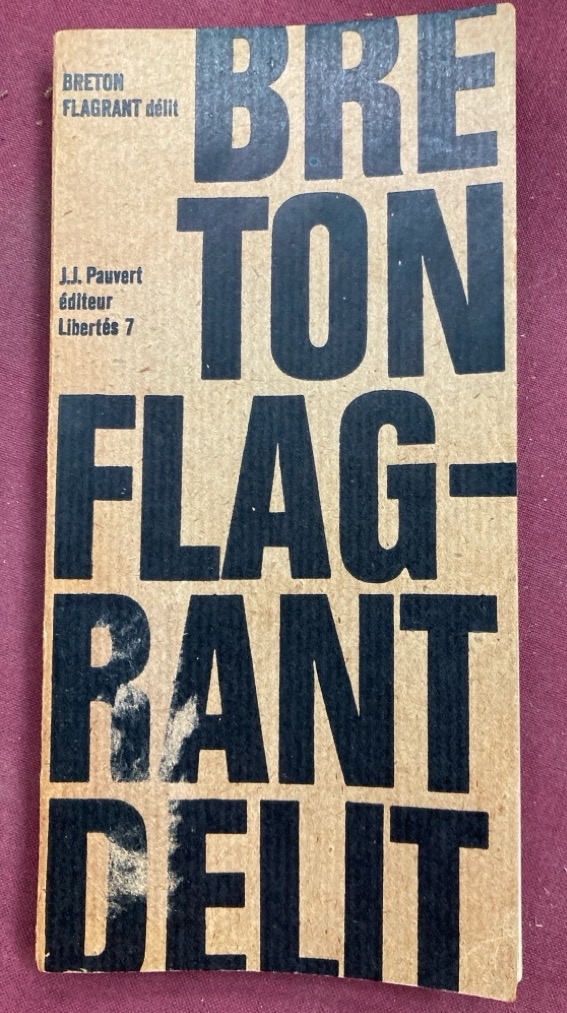 BRETON
FLAGRANT délit
J.J. Pauvert
éditeur
Libertés 7
BRE
TON
FLAG-
RANT
DELIT